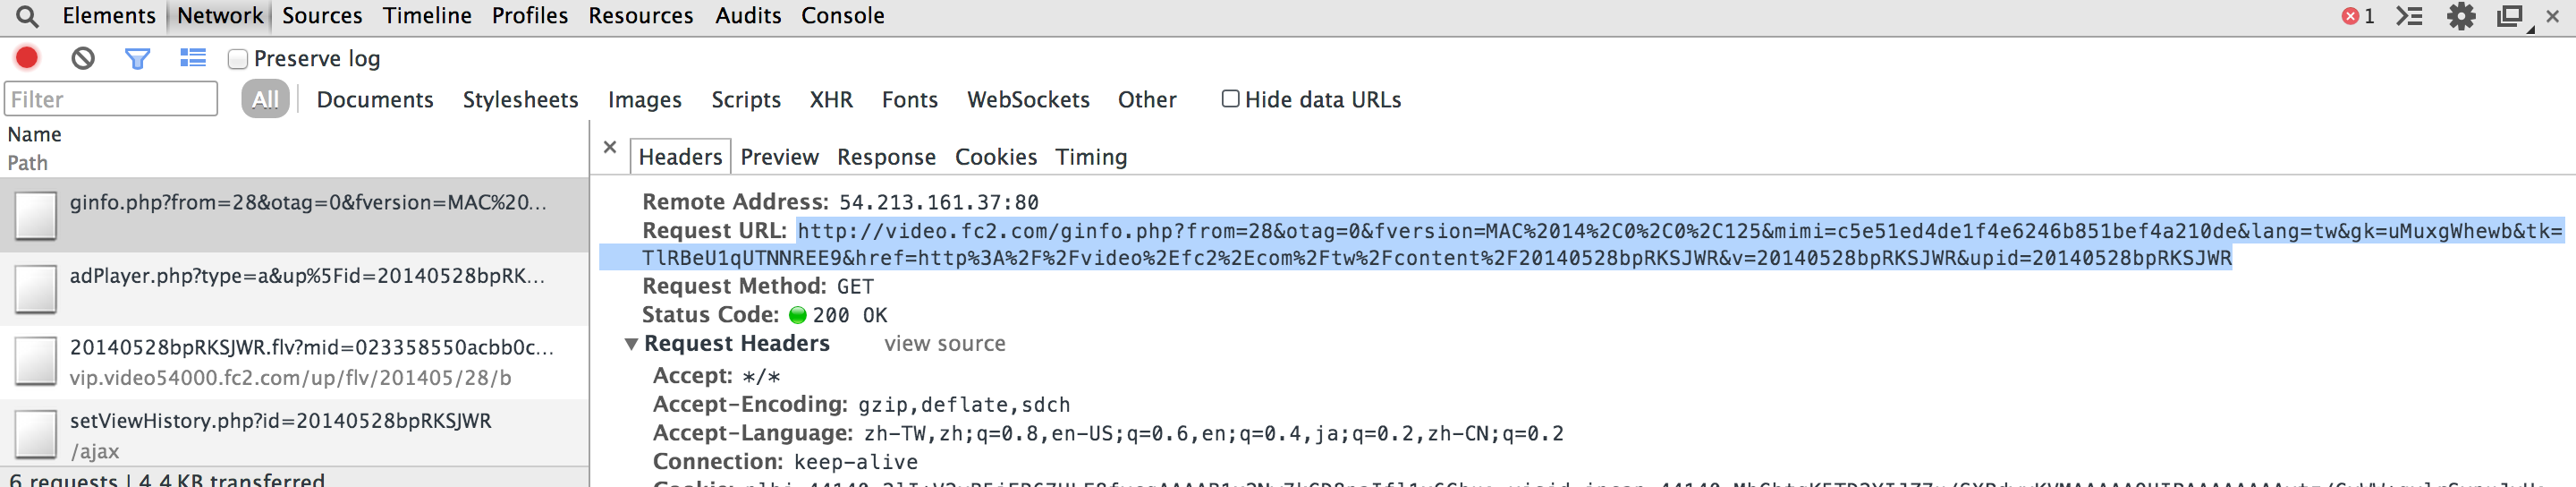 Elements Network Sources Timeline Profiles Resources Audits Console 1
Preserve log
Filter All Documents Stylesheets Images Scripts XHR Fonts WebSockets Other Hide data URLs
Name
Path
ginfo.php?from=28&otag=0&fversion=MAC%20...
adPlayer.php?type=a&up%5Fid=20140528bpRK...
20140528bpRKSJWR.flv?mid=023358550acbb0c...
vip.video54000.fc2.com/up/flv/201405/28/b
setViewHistory.php?id=20140528bpRKSJWR
/ajax
6 requests | 4.4 KB transferred
Headers Preview Response Cookies Timing
Remote Address: 54.213.161.37:80
Request URL: http://video.fc2.com/ginfo.php?from=28&otag=0&fversion=MAC%2014%2C0%2C0%2C125&mimi=c5e51ed4de1f4e6246b851bef4a210de&lang=tw&gk=uMuxgWhewb&tk=
TlRBeU1qUTNNREE9&href=http%3A%2F%2Fvideo%2Efc2%2Ecom%2Ftw%2Fcontent%2F20140528bpRKSJWR&v=20140528bpRKSJWR&upid=20140528bpRKSJWR
Request Method: GET
Status Code: 200 OK
Request Headers view source
Accept: */*
Accept-Encoding: gzip,deflate,sdch
Accept-Language: zh-TW,zh;q=0.8,en-US;q=0.6,en;q=0.4,ja;q=0.2,zh-CN;q=0.2
Connection: keep-alive